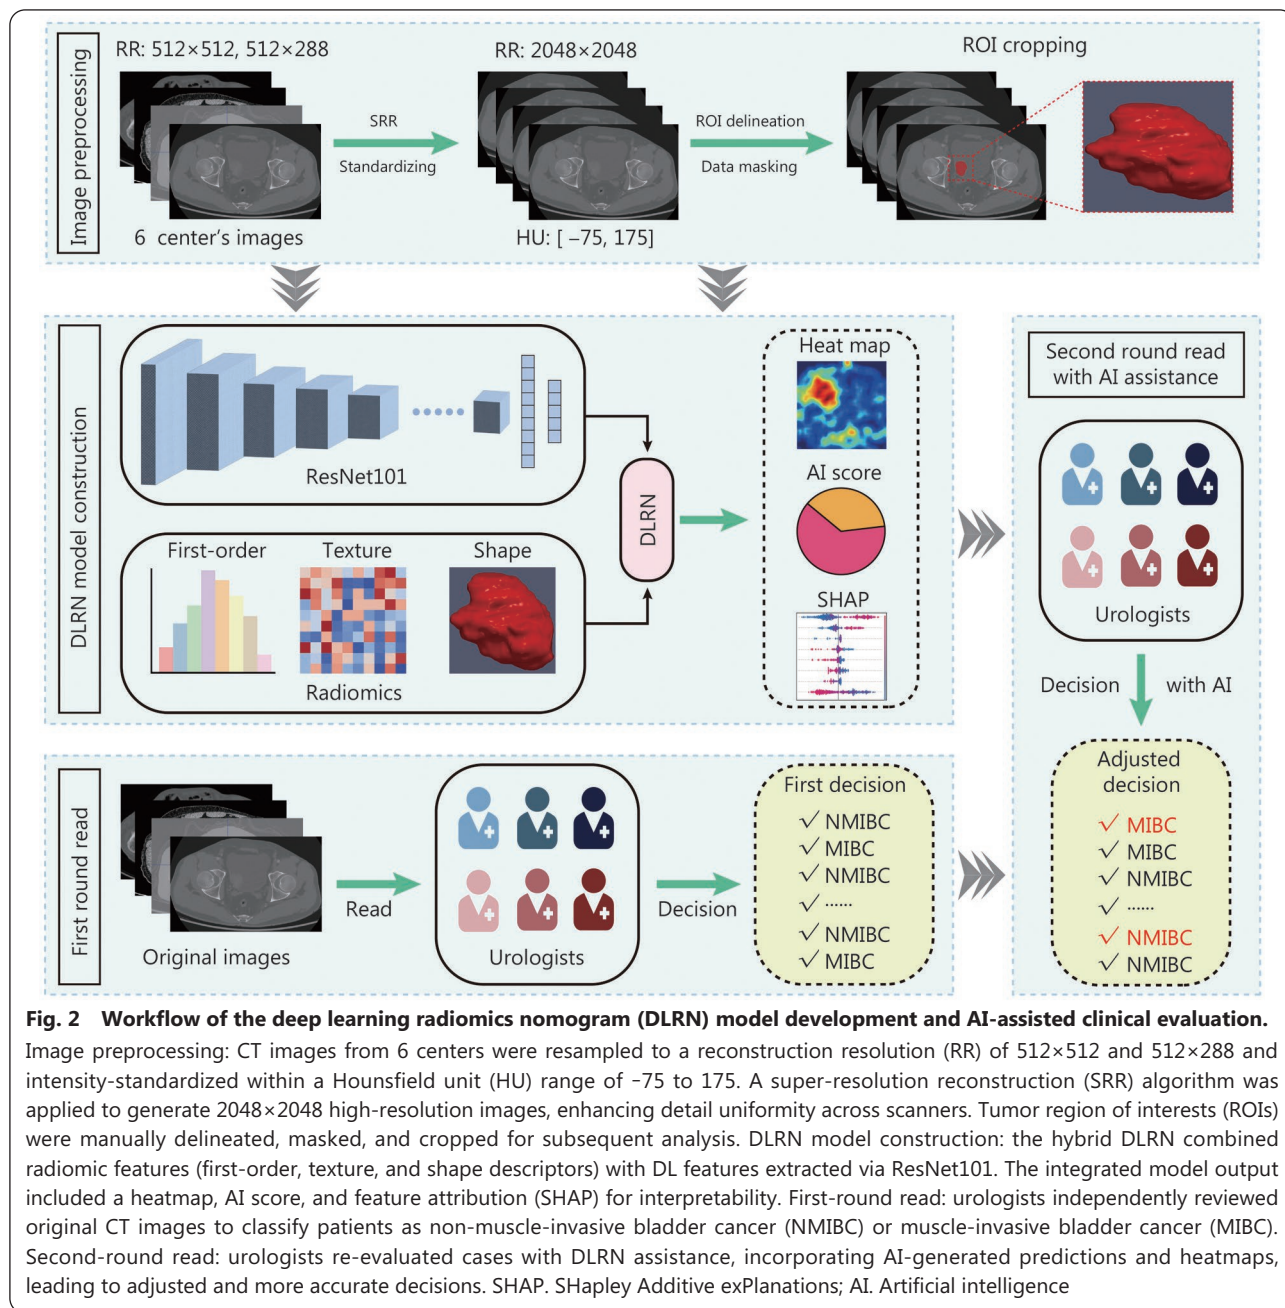 Image preprocessing
RR: 512×512, 512×288
6 center's images
SRR
Standardizing
RR: 2048×2048
HU: [ −75, 175]
ROI delineation
Data masking
ROI cropping
DLRN model construction
ResNet101
First-order
Texture
Shape
Radiomics
DLRN
Heat map
AI score
SHAP
Second round read
with AI assistance
Urologists
Decision
with AI
Adjusted
decision
√ MIBC
√ MIBC
√ NMIBC
√ ······
√ NMIBC
√ NMIBC
First round read
Original images
Read
Urologists
Decision
First decision
√ NMIBC
√ MIBC
√ NMIBC
√ ······
√ NMIBC
√ MIBC
Fig. 2 Workflow of the deep learning radiomics nomogram (DLRN) model development and AI-assisted clinical evaluation.
Image preprocessing: CT images from 6 centers were resampled to a reconstruction resolution (RR) of 512×512 and 512×288 and
intensity-standardized within a Hounsfield unit (HU) range of −75 to 175. A super-resolution reconstruction (SRR) algorithm was
applied to generate 2048×2048 high-resolution images, enhancing detail uniformity across scanners. Tumor region of interests (ROIs)
were manually delineated, masked, and cropped for subsequent analysis. DLRN model construction: the hybrid DLRN combined
radiomic features (first-order, texture, and shape descriptors) with DL features extracted via ResNet101. The integrated model output
included a heatmap, AI score, and feature attribution (SHAP) for interpretability. First-round read: urologists independently reviewed
original CT images to classify patients as non-muscle-invasive bladder cancer (NMIBC) or muscle-invasive bladder cancer (MIBC).
Second-round read: urologists re-evaluated cases with DLRN assistance, incorporating AI-generated predictions and heatmaps,
leading to adjusted and more accurate decisions. SHAP. SHapley Additive exPlanations; AI. Artificial intelligence